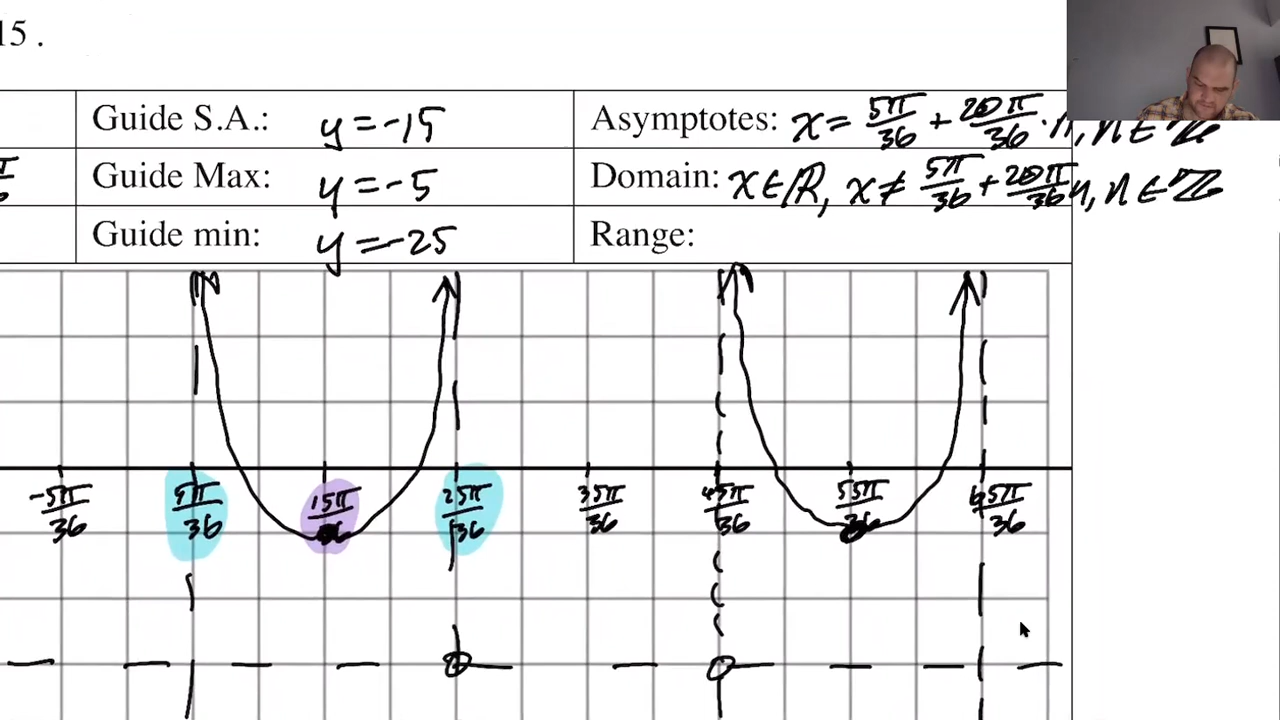 15.
Guide S.A.: y = -15
Asymptotes: x = 5π/36 + 20π/36 · n, n ∈ ℤ
Guide Max: y = -5
Domain: x ∈ ℝ, x ≠ 5π/36 + 20π/36 n, n ∈ ℤ
Guide min: y = -25
Range:
-5π/36 5π/36 15π/36 25π/36 35π/36 45π/36 55π/36 65π/36